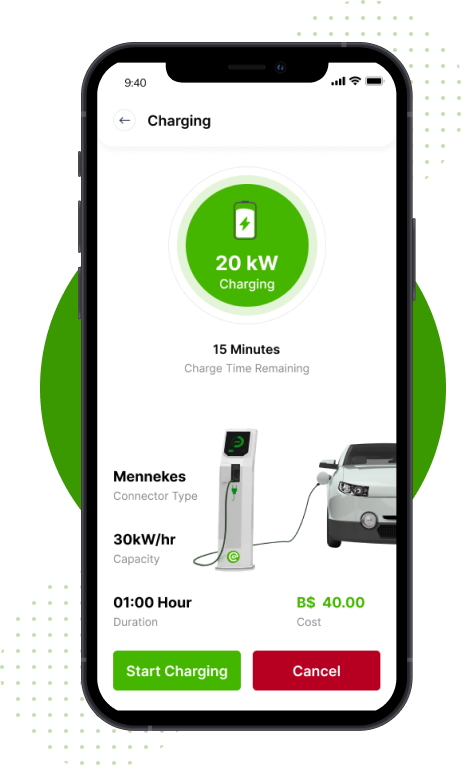 9:40
Charging
20 kW
Charging
15 Minutes
Charge Time Remaining
Mennekes
Connector Type
30kW/hr
Capacity
01:00 Hour
Duration
B$ 40.00
Cost
Start Charging
Cancel